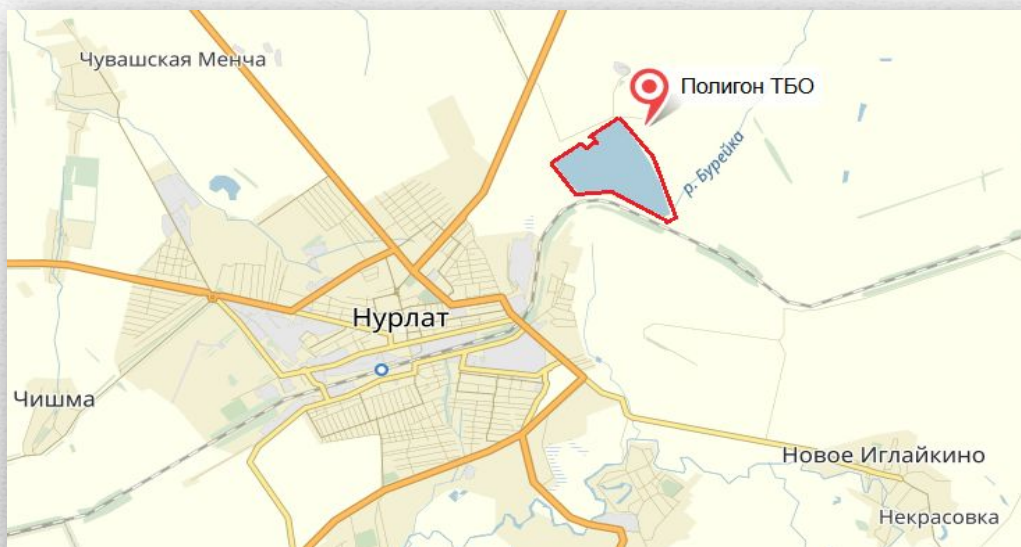 Чувашская Менча
Полигон ТБО
р. Бурейка
Нурлат
Чишма
Новое Иглайкино
Некрасовка